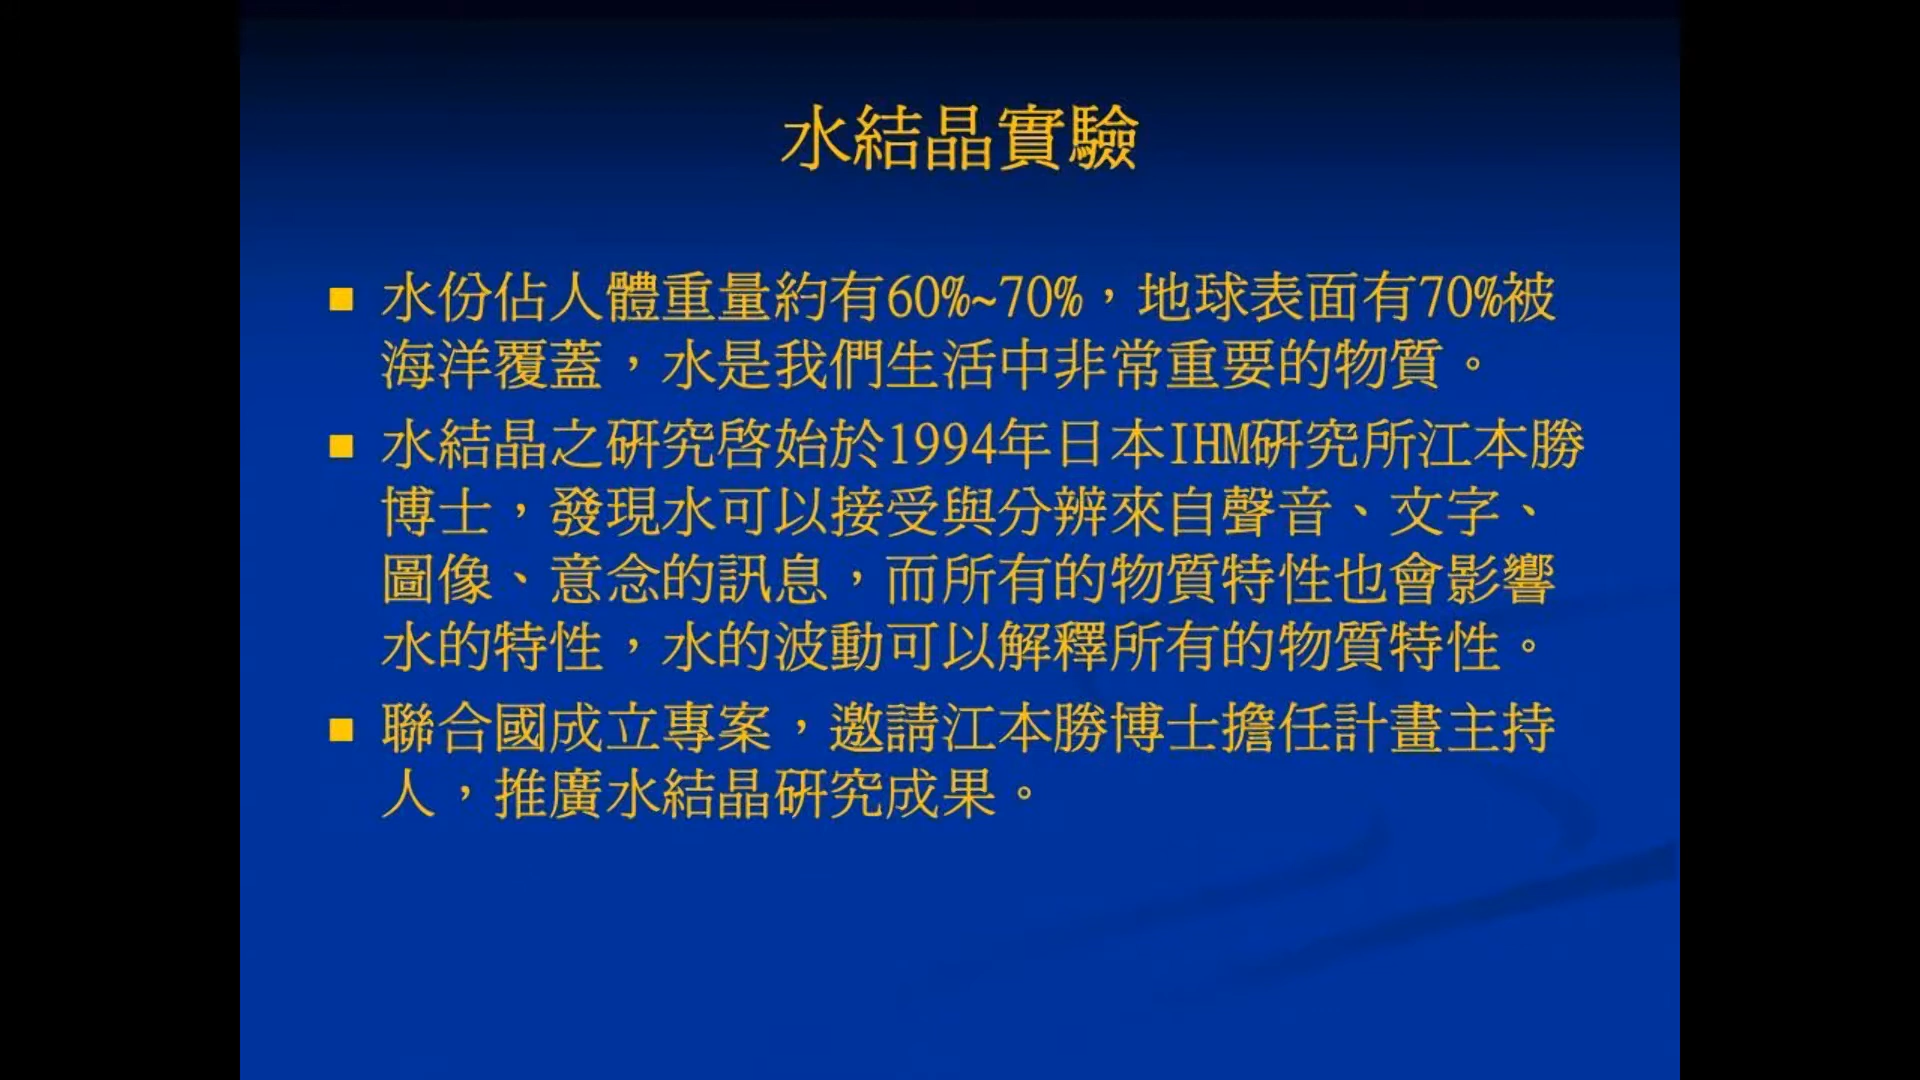 水結晶實驗
水份佔人體重量約有60%~70%，地球表面有70%被
海洋覆蓋，水是我們生活中非常重要的物質。
水結晶之研究啓始於1994年日本IHM研究所江本勝
博士，發現水可以接受與分辨來自聲音、文字、
圖像、意念的訊息，而所有的物質特性也會影響
水的特性，水的波動可以解釋所有的物質特性。
聯合國成立專案，邀請江本勝博士擔任計畫主持
人，推廣水結晶研究成果。